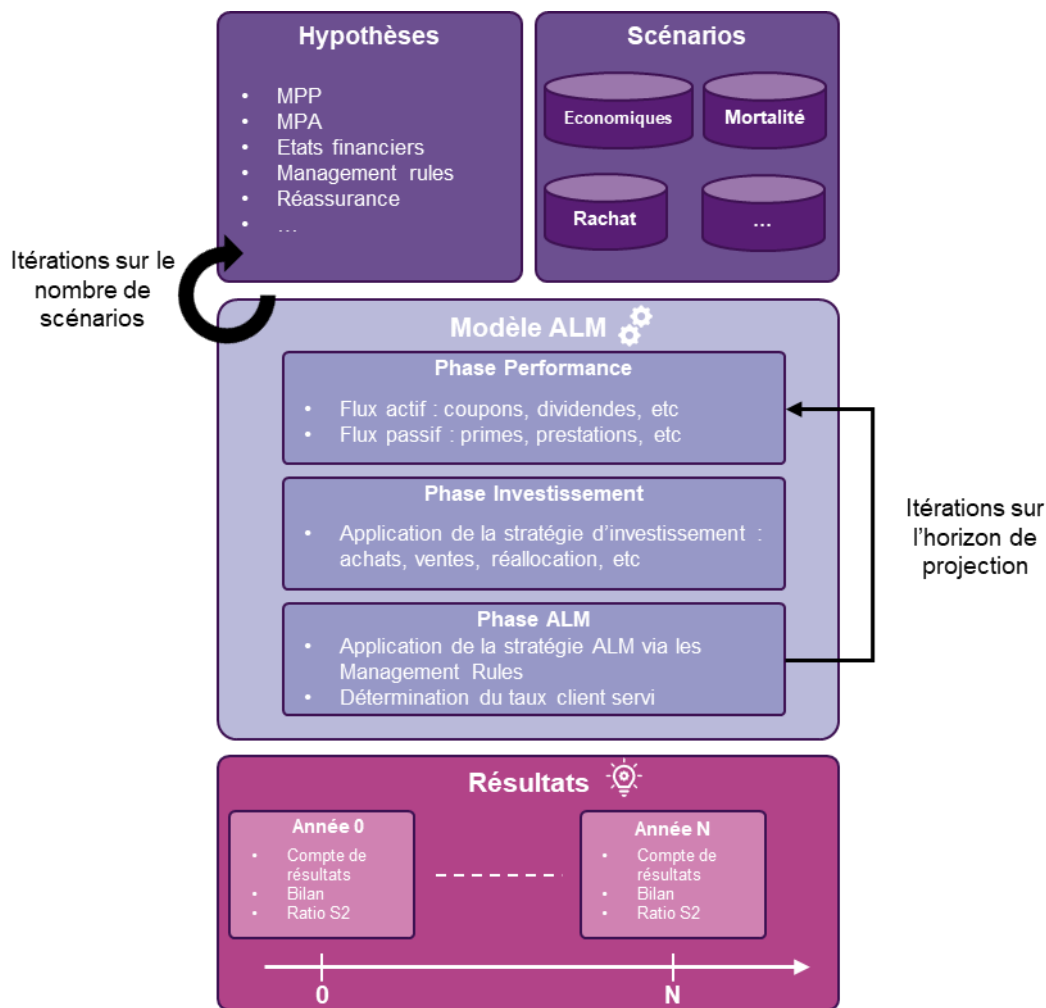 Hypothèses
• MPP
• MPA
• Etats financiers
• Management rules
• Réassurance
• …
Scénarios
Economiques
Mortalité
Rachat
...
Itérations sur le
nombre de
scénarios
Modèle ALM
Phase Performance
• Flux actif : coupons, dividendes, etc
• Flux passif : primes, prestations, etc
Phase Investissement
• Application de la stratégie d'investissement :
achats, ventes, réallocation, etc
Phase ALM
• Application de la stratégie ALM via les
Management Rules
• Détermination du taux client servi
Itérations sur
l'horizon de
projection
Résultats
Année 0
• Compte de
résultats
• Bilan
• Ratio S2
Année N
• Compte de
résultats
• Bilan
• Ratio S2
0
N